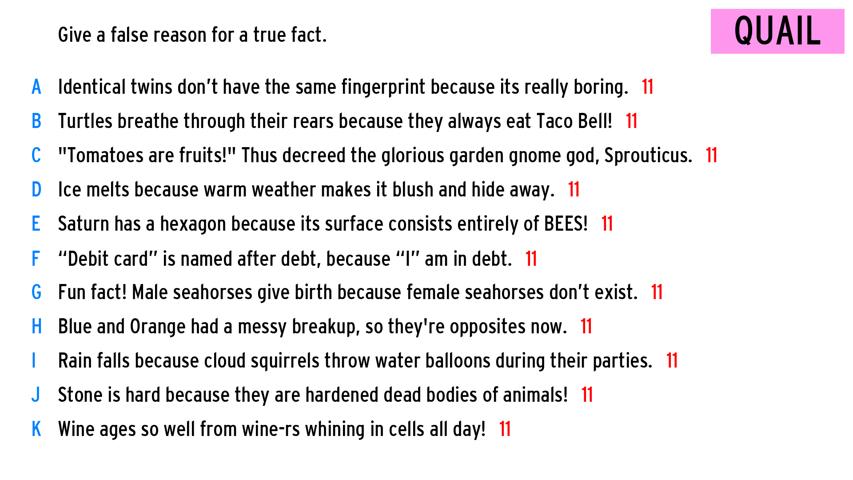 Give a false reason for a true fact.
QUAIL
A Identical twins don't have the same fingerprint because its really boring. 11
B Turtles breathe through their rears because they always eat Taco Bell! 11
C "Tomatoes are fruits!" Thus decreed the glorious garden gnome god, Sprouticus. 11
D Ice melts because warm weather makes it blush and hide away. 11
E Saturn has a hexagon because its surface consists entirely of BEES! 11
F “Debit card” is named after debt, because “I” am in debt. 11
G Fun fact! Male seahorses give birth because female seahorses don't exist. 11
H Blue and Orange had a messy breakup, so they're opposites now. 11
I Rain falls because cloud squirrels throw water balloons during their parties. 11
J Stone is hard because they are hardened dead bodies of animals! 11
K Wine ages so well from wine-rs whining in cells all day! 11